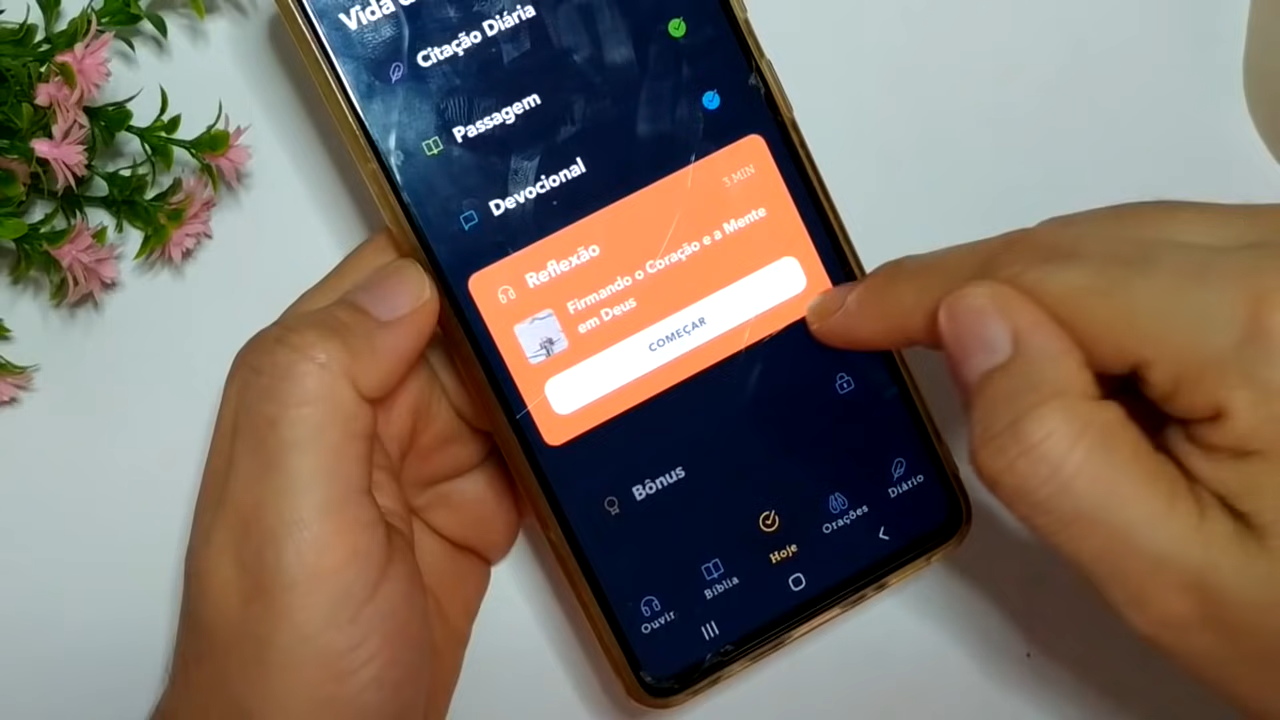 Vida
Citação Diária
Passagem
Devocional
3 MIN
Reflexão
Firmando o Coração e a Mente
em Deus
COMEÇAR
Bônus
Ouvir
Bíblia
Hoje
Orações
Diário